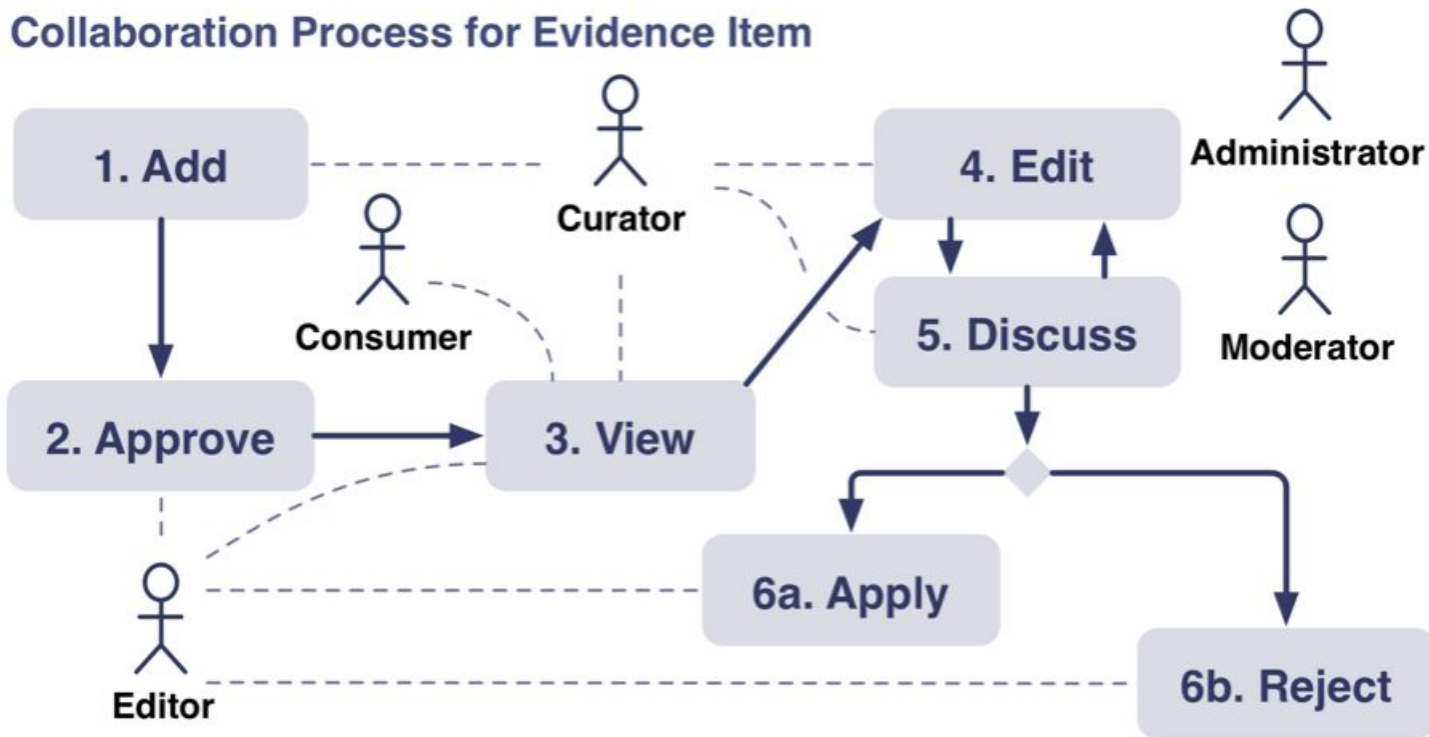 Collaboration Process for Evidence Item
1. Add
Curator
4. Edit
Administrator
Consumer
5. Discuss
Moderator
2. Approve
3. View
6a. Apply
Editor
6b. Reject